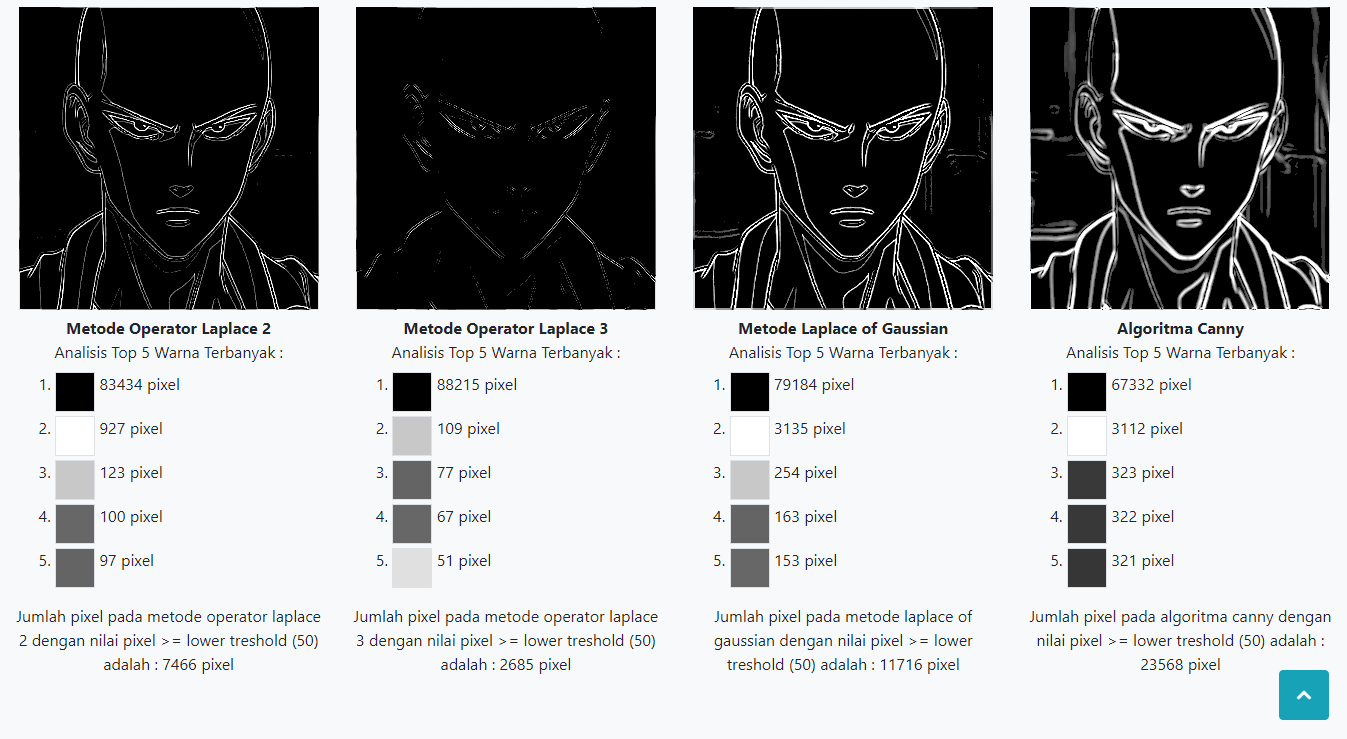 Metode Operator Laplace 2
Analisis Top 5 Warna Terbanyak :
1. 83434 pixel
2. 927 pixel
3. 123 pixel
4. 100 pixel
5. 97 pixel
Jumlah pixel pada metode operator laplace
2 dengan nilai pixel >= lower treshold (50)
adalah : 7466 pixel
Metode Operator Laplace 3
Analisis Top 5 Warna Terbanyak :
1. 88215 pixel
2. 109 pixel
3. 77 pixel
4. 67 pixel
5. 51 pixel
Jumlah pixel pada metode operator laplace
3 dengan nilai pixel >= lower treshold (50)
adalah : 2685 pixel
Metode Laplace of Gaussian
Analisis Top 5 Warna Terbanyak :
1. 79184 pixel
2. 3135 pixel
3. 254 pixel
4. 163 pixel
5. 153 pixel
Jumlah pixel pada metode laplace of
gaussian dengan nilai pixel >= lower
treshold (50) adalah : 11716 pixel
Algoritma Canny
Analisis Top 5 Warna Terbanyak :
1. 67332 pixel
2. 3112 pixel
3. 323 pixel
4. 322 pixel
5. 321 pixel
Jumlah pixel pada algoritma canny dengan
nilai pixel >= lower treshold (50) adalah :
23568 pixel